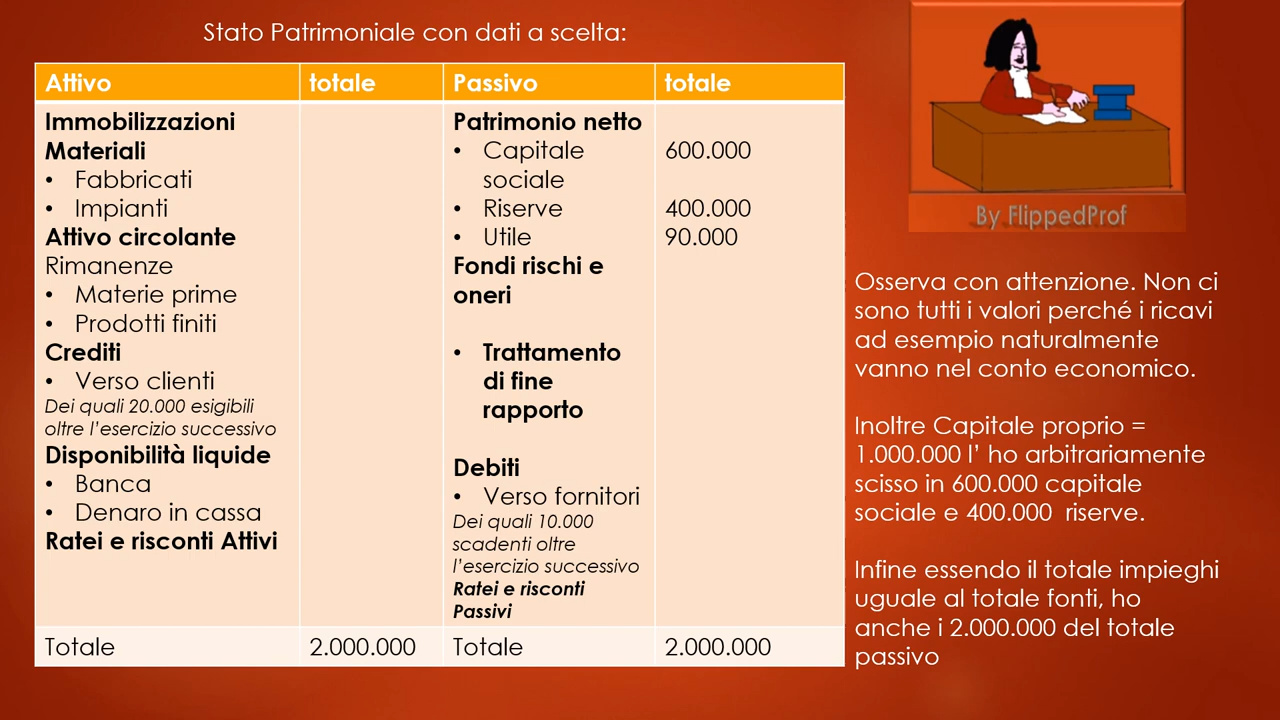 Stato Patrimoniale con dati a scelta:
Attivo
totale
Passivo
totale
Immobilizzazioni
Materiali
• Fabbricati
• Impianti
Attivo circolante
Rimanenze
• Materie prime
• Prodotti finiti
Crediti
• Verso clienti
Dei quali 20.000 esigibili
oltre l’esercizio successivo
Disponibilità liquide
• Banca
• Denaro in cassa
Ratei e risconti Attivi
Patrimonio netto
• Capitale
sociale
• Riserve
• Utile
Fondi rischi e
oneri
• Trattamento
di fine
rapporto
Debiti
• Verso fornitori
Dei quali 10.000
scadenti oltre
l’esercizio successivo
Ratei e risconti
Passivi
600.000
400.000
90.000
Totale
2.000.000
Totale
2.000.000
By FlippedProf
Osserva con attenzione. Non ci
sono tutti i valori perché i ricavi
ad esempio naturalmente
vanno nel conto economico.
Inoltre Capitale proprio =
1.000.000 l’ ho arbitrariamente
scisso in 600.000 capitale
sociale e 400.000 riserve.
Infine essendo il totale impieghi
uguale al totale fonti, ho
anche i 2.000.000 del totale
passivo